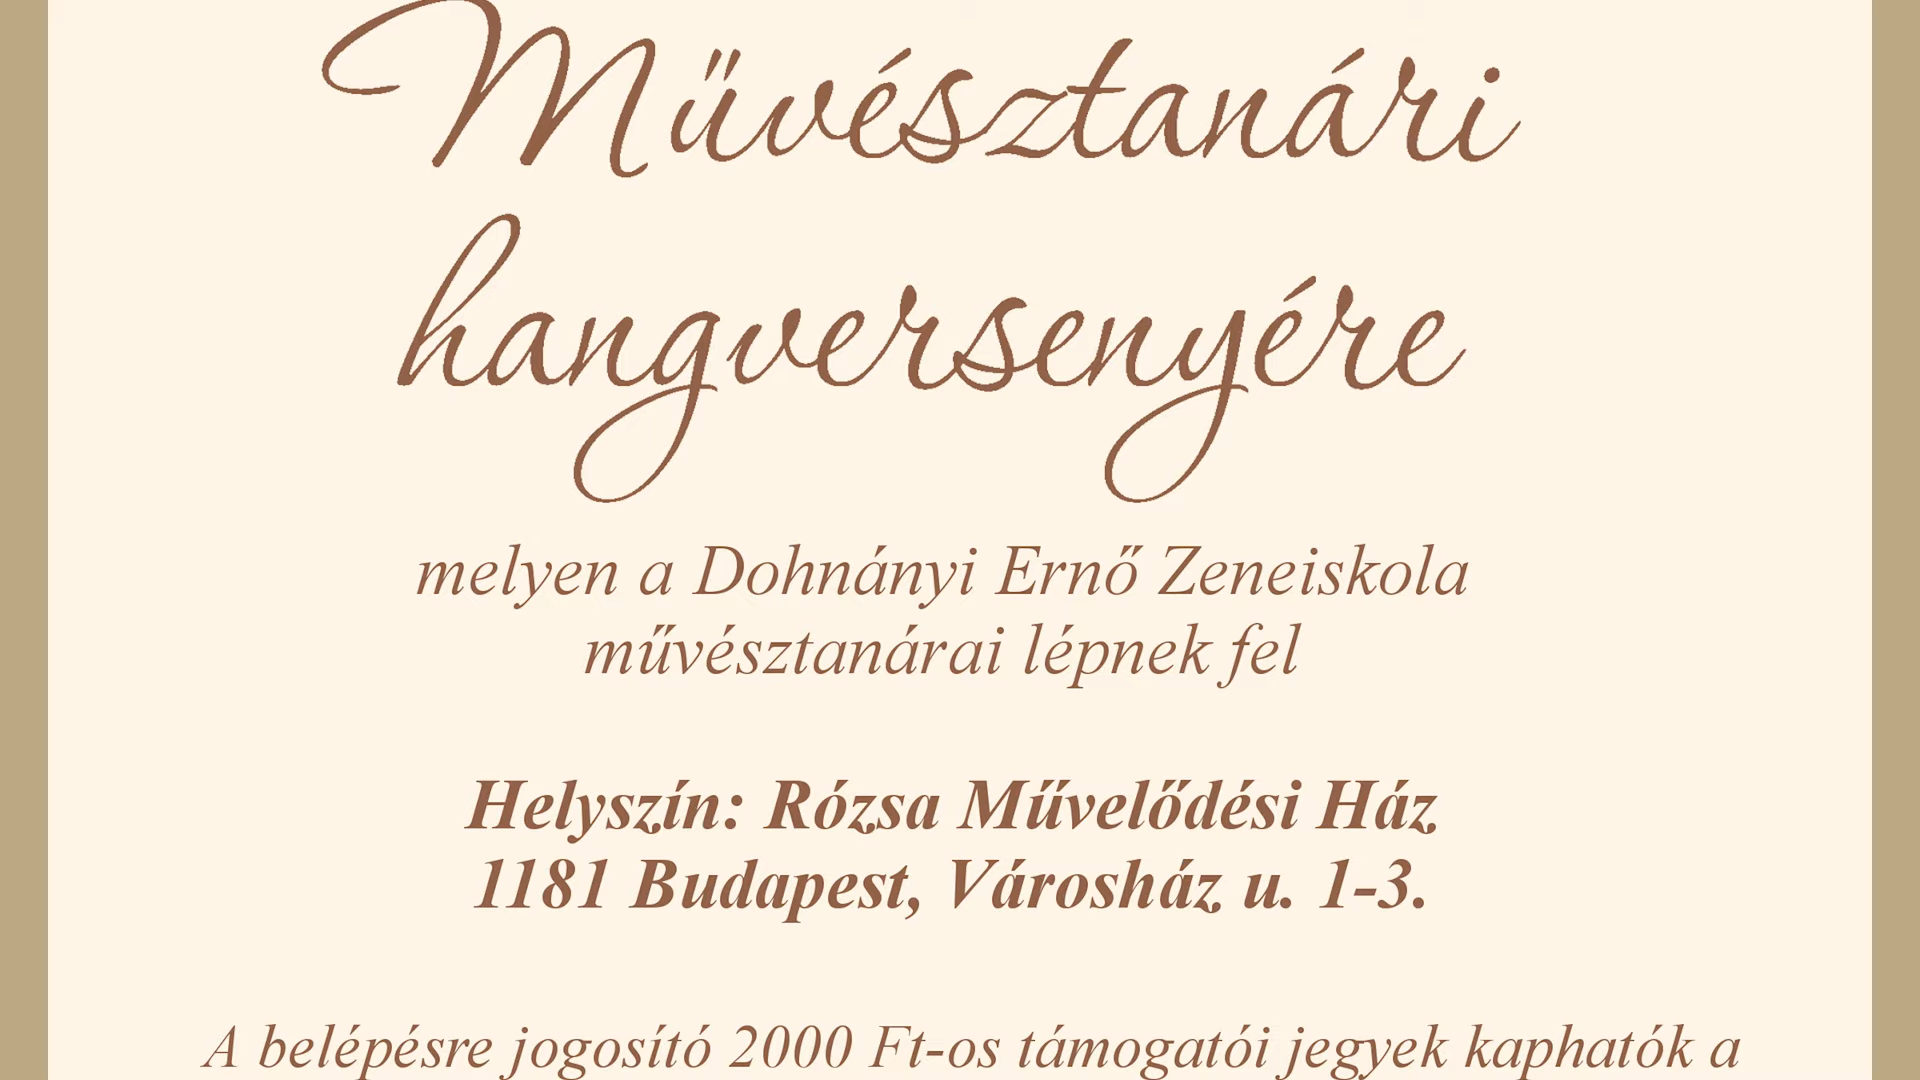 Művésztanári
hangversenyére
melyen a Dohnányi Ernő Zeneiskola
művésztanárai lépnek fel
Helyszín: Rózsa Művelődési Ház
1181 Budapest, Városház u. 1-3.
A belépésre jogosító 2000 Ft-os támogatói jegyek kaphatók a